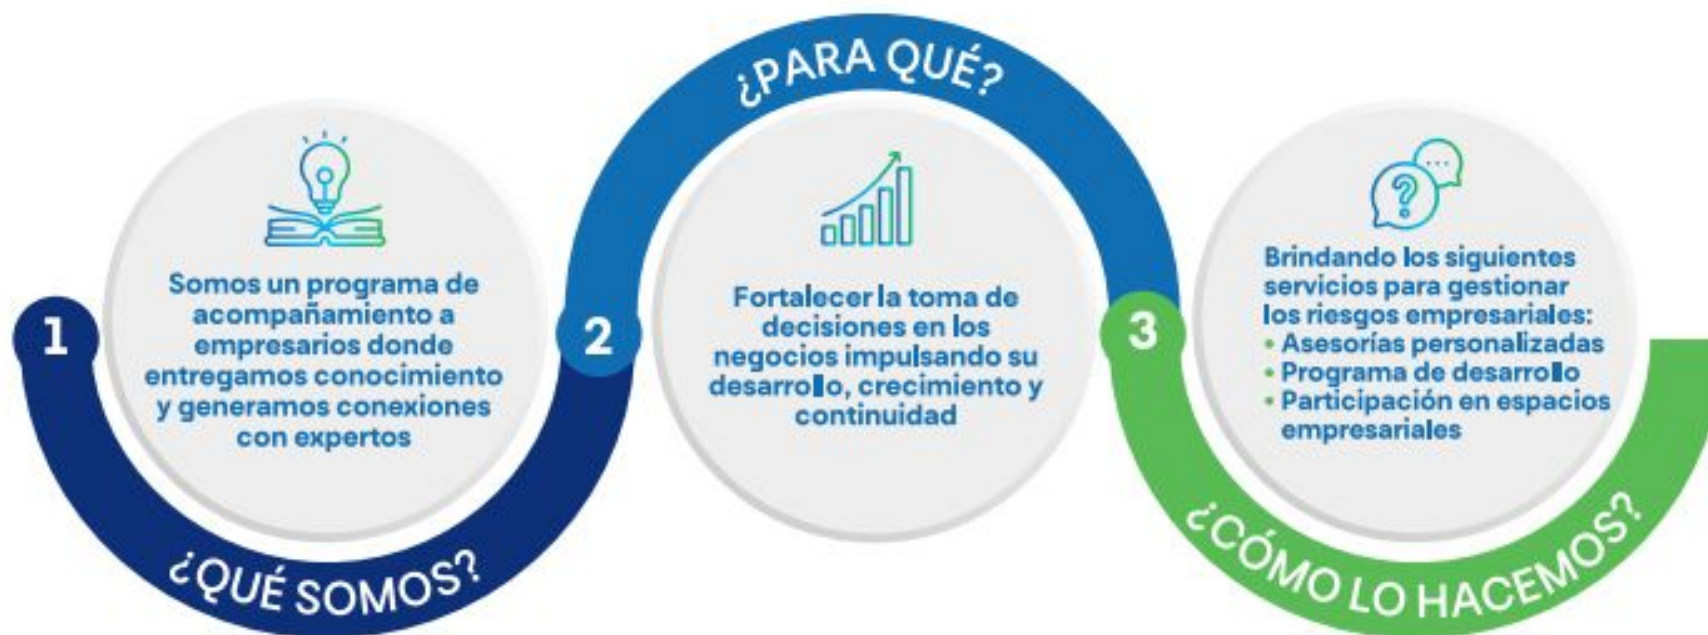 1
Somos un programa de
acompañamiento a
empresarios donde
entregamos conocimiento
y generamos conexiones
con expertos
¿QUÉ SOMOS?
2
¿PARA QUÉ?
Fortalecer la toma de
decisiones en los
negocios impulsando su
desarrollo, crecimiento y
continuidad
3
Brindando los siguientes
servicios para gestionar
los riesgos empresariales:
• Asesorías personalizadas
• Programa de desarrollo
• Participación en espacios
empresariales
¿CÓMO LO HACEMOS?